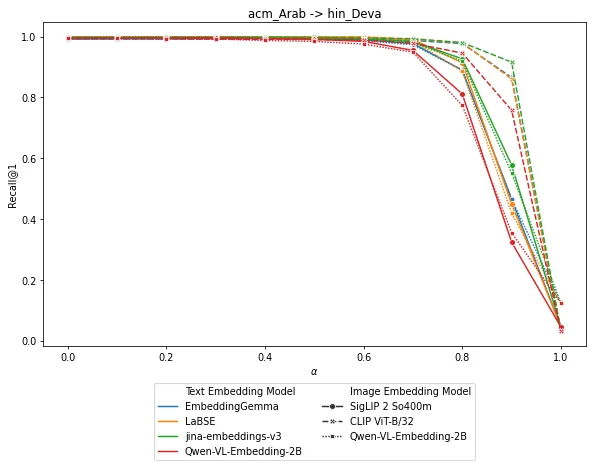 acm_Arab -> hin_Deva
1.0
0.8
0.6
0.4
0.2
0.0
Recall@1
0.0 0.2 0.4 0.6 0.8 1.0
α
Text Embedding Model Image Embedding Model
EmbeddingGemma SigLIP 2 So400m
LaBSE CLIP ViT-B/32
jina-embeddings-v3 Qwen-VL-Embedding-2B
Qwen-VL-Embedding-2B